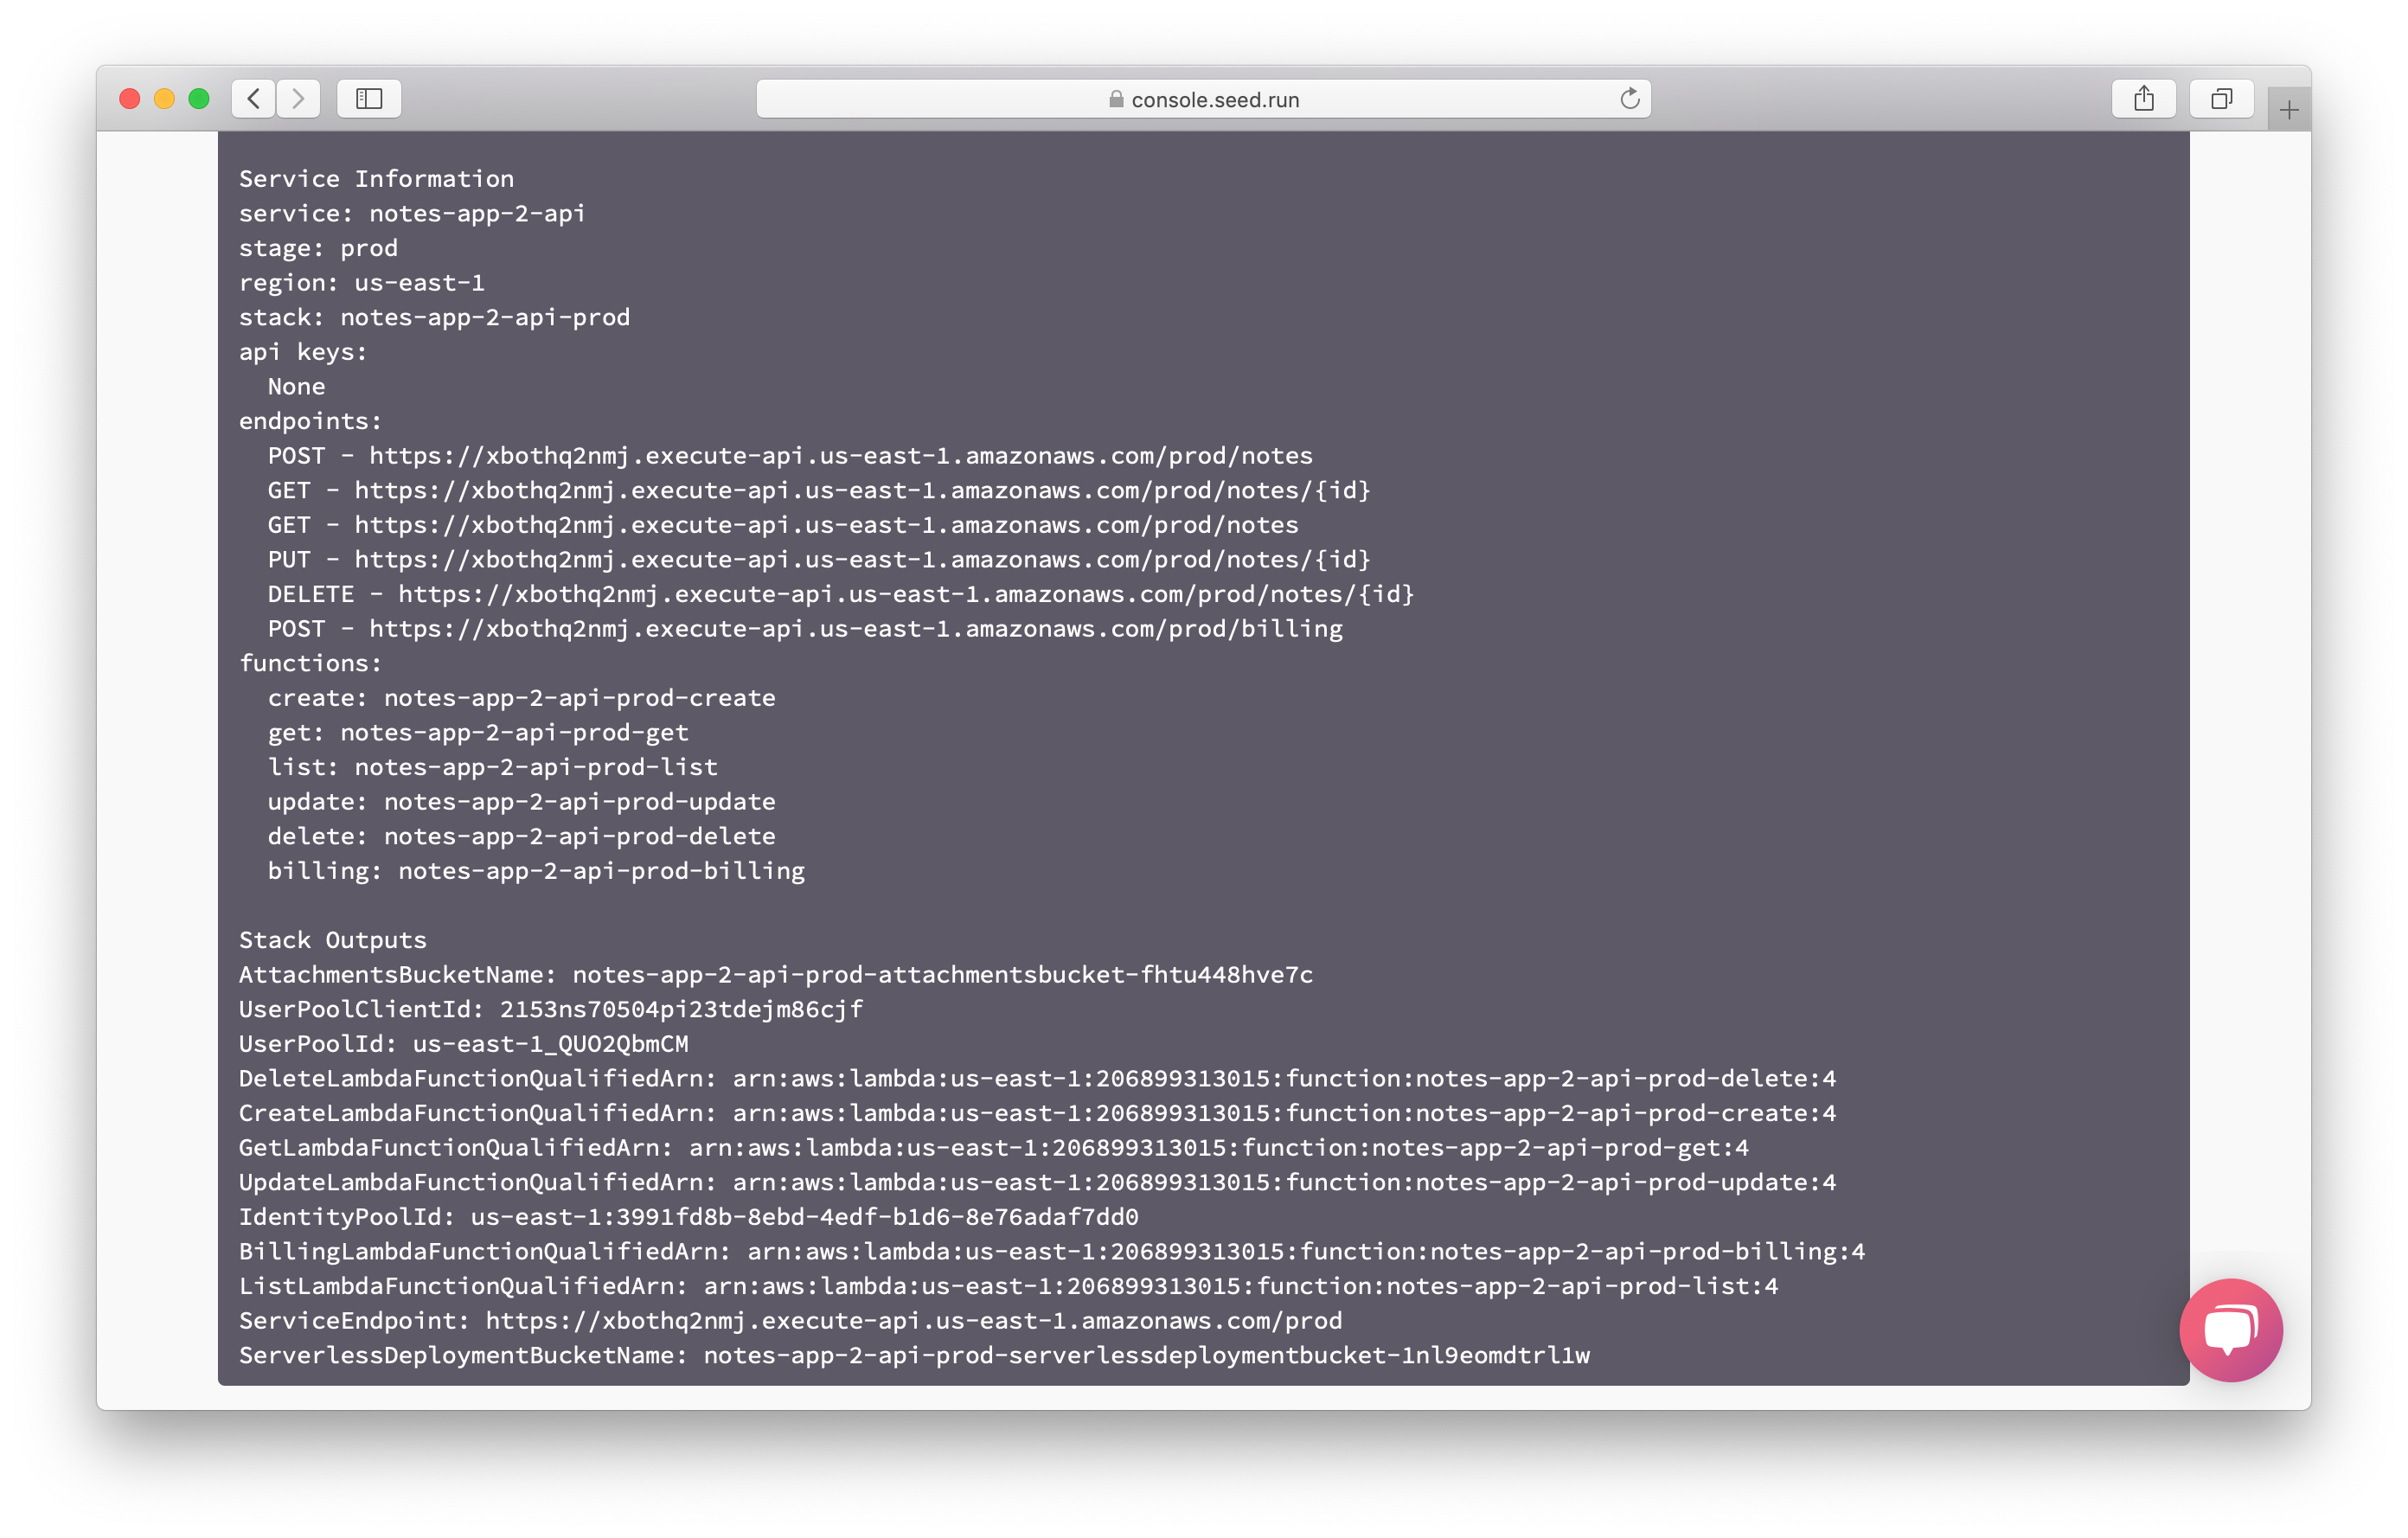 console.seed.run
Service Information
service: notes-app-2-api
stage: prod
region: us-east-1
stack: notes-app-2-api-prod
api keys:
  None
endpoints:
  POST - https://xbothq2nmj.execute-api.us-east-1.amazonaws.com/prod/notes
  GET - https://xbothq2nmj.execute-api.us-east-1.amazonaws.com/prod/notes/{id}
  GET - https://xbothq2nmj.execute-api.us-east-1.amazonaws.com/prod/notes
  PUT - https://xbothq2nmj.execute-api.us-east-1.amazonaws.com/prod/notes/{id}
  DELETE - https://xbothq2nmj.execute-api.us-east-1.amazonaws.com/prod/notes/{id}
  POST - https://xbothq2nmj.execute-api.us-east-1.amazonaws.com/prod/billing
functions:
  create: notes-app-2-api-prod-create
  get: notes-app-2-api-prod-get
  list: notes-app-2-api-prod-list
  update: notes-app-2-api-prod-update
  delete: notes-app-2-api-prod-delete
  billing: notes-app-2-api-prod-billing
Stack Outputs
AttachmentsBucketName: notes-app-2-api-prod-attachmentsbucket-fhtu448hve7c
UserPoolClientId: 2153ns70504pi23tdejm86cjf
UserPoolId: us-east-1_QUO2QbmCM
DeleteLambdaFunctionQualifiedArn: arn:aws:lambda:us-east-1:206899313015:function:notes-app-2-api-prod-delete:4
CreateLambdaFunctionQualifiedArn: arn:aws:lambda:us-east-1:206899313015:function:notes-app-2-api-prod-create:4
GetLambdaFunctionQualifiedArn: arn:aws:lambda:us-east-1:206899313015:function:notes-app-2-api-prod-get:4
UpdateLambdaFunctionQualifiedArn: arn:aws:lambda:us-east-1:206899313015:function:notes-app-2-api-prod-update:4
IdentityPoolId: us-east-1:3991fd8b-8ebd-4edf-b1d6-8e76adaf7dd0
BillingLambdaFunctionQualifiedArn: arn:aws:lambda:us-east-1:206899313015:function:notes-app-2-api-prod-billing:4
ListLambdaFunctionQualifiedArn: arn:aws:lambda:us-east-1:206899313015:function:notes-app-2-api-prod-list:4
ServiceEndpoint: https://xbothq2nmj.execute-api.us-east-1.amazonaws.com/prod
ServerlessDeploymentBucketName: notes-app-2-api-prod-serverlessdeploymentbucket-1nl9eomdtrl1w